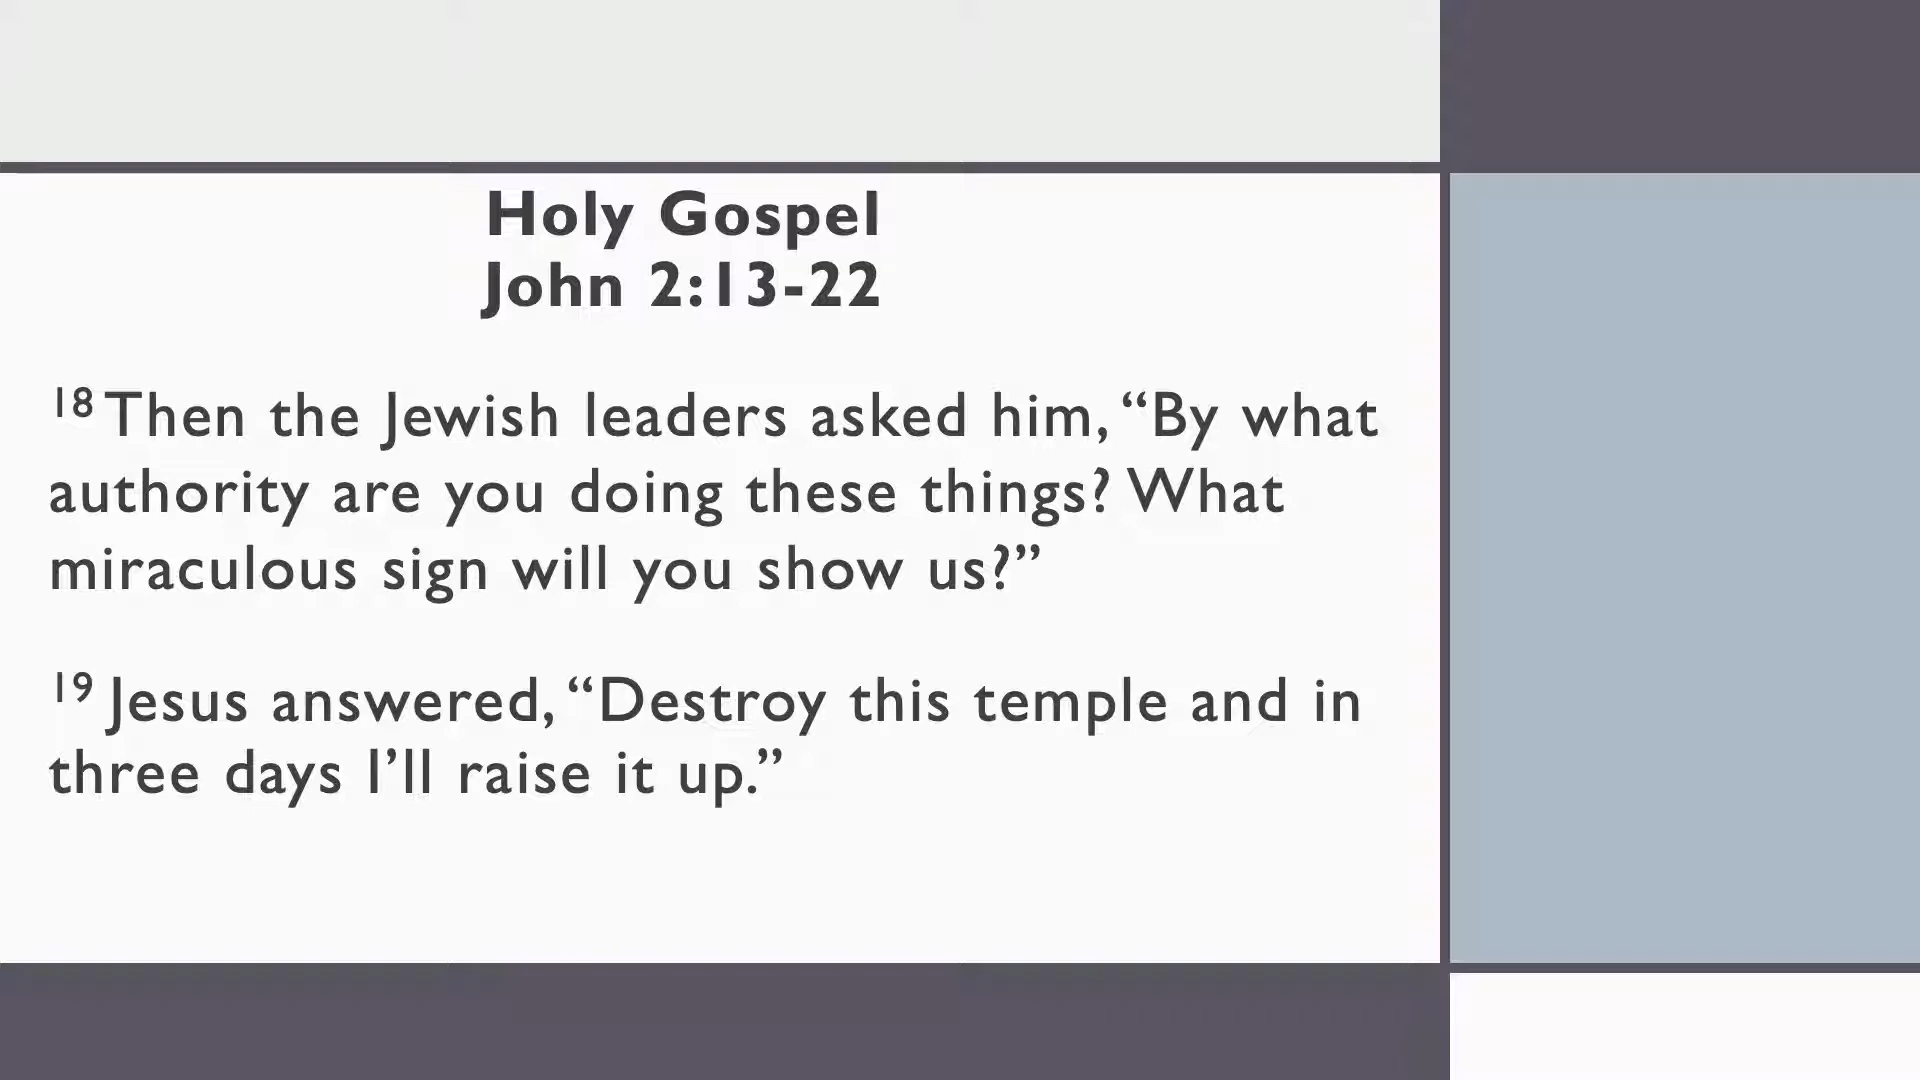 Holy Gospel
John 2:13-22
18 Then the Jewish leaders asked him, “By what
authority are you doing these things? What
miraculous sign will you show us?”
19 Jesus answered, “Destroy this temple and in
three days I’ll raise it up.”